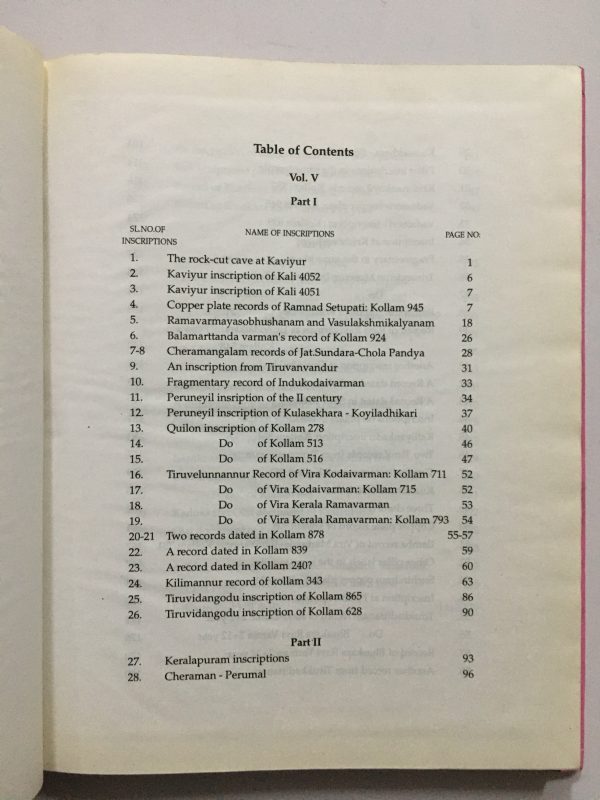 Table of Contents
Vol. V
Part I
SL.NO.OF INSCRIPTIONS NAME OF INSCRIPTIONS PAGE NO:
1. The rock-cut cave at Kaviyur 1
2. Kaviyur inscription of Kali 4052 6
3. Kaviyur inscription of Kali 4051 7
4. Copper plate records of Ramnad Setupati: Kollam 945 7
5. Ramavarmayasobhushanam and Vasulakshmikalyanam 18
6. Balamarttanda varman's record of Kollam 924 26
7-8 Cheramangalam records of Jat.Sundara-Chola Pandya 28
9. An inscription from Tiruvanvandur 31
10. Fragmentary record of Indukodaivarman 33
11. Peruneyil insription of the II century 34
12. Peruneyil inscription of Kulasekhara - Koyiladhikari 37
13. Quilon inscription of Kollam 278 40
14. Do of Kollam 513 46
15. Do of Kollam 516 47
16. Tiruvelunnannur Record of Vira Kodaivarman: Kollam 711 52
17. Do of Vira Kodaivarman: Kollam 715 52
18. Do of Vira Kerala Ramavarman 53
19. Do of Vira Kerala Ramavarman: Kollam 793 54
20-21 Two records dated in Kollam 878 55-57
22. A record dated in Kollam 839 59
23. A record dated in Kollam 240? 60
24. Kilimannur record of kollam 343 63
25. Tiruvidangodu inscription of Kollam 865 86
26. Tiruvidangodu inscription of Kollam 628 90
Part II
27. Keralapuram inscriptions 93
28. Cheraman - Perumal 96